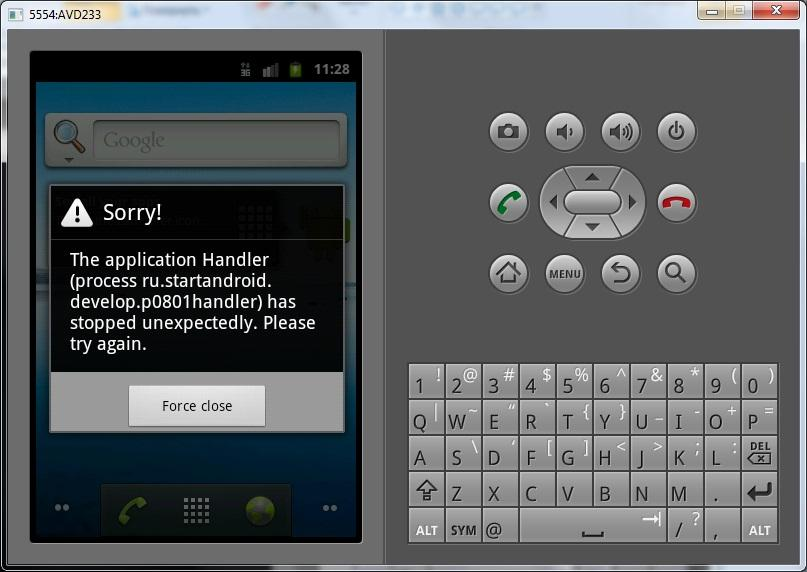 5554:AVD233
3G
11:28
Google
Sorry!
The application Handler
(process ru.startandroid.
develop.p0801handler) has
stopped unexpectedly. Please
try again.
Force close
MENU
1 ! 2 @ 3 # 4 $ 5 % 6 ^ 7 & 8 * 9 ( 0 )
Q | W ~ E “ R ` T { Y } U _ I - O + P =
A S \ D ‘ F [ G ] H < J > K ; L : DEL
Z X C V B N M .
ALT SYM @ / ? , ALT